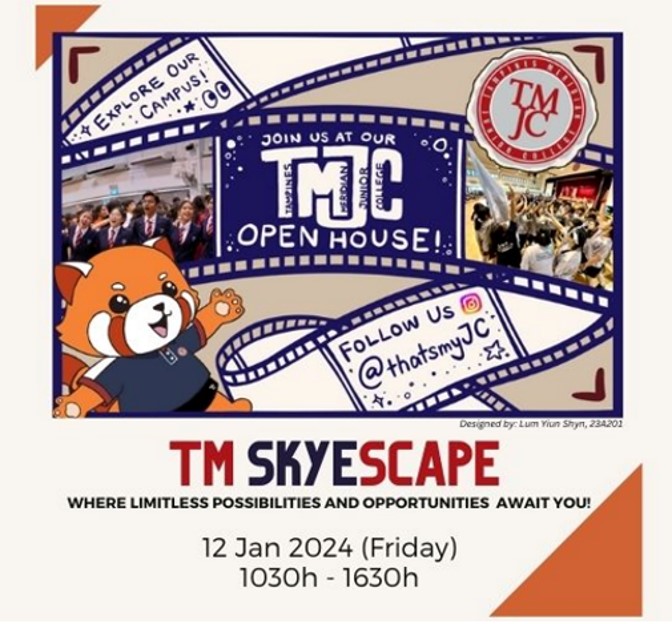 EXPLORE OUR
CAMPUS!
TAMPINES MERIDIAN
JUNIOR COLLEGE
TM
JC
JOIN US AT OUR
TMJC
TAMPINES
MERIDIAN
JUNIOR
COLLEGE
OPEN HOUSE!
FOLLOW US
@thatsmyJC
Designed by: Lum Yiun Shyn, 23A201
TM SKYESCAPE
WHERE LIMITLESS POSSIBILITIES AND OPPORTUNITIES AWAIT YOU!
12 Jan 2024 (Friday)
1030h - 1630h